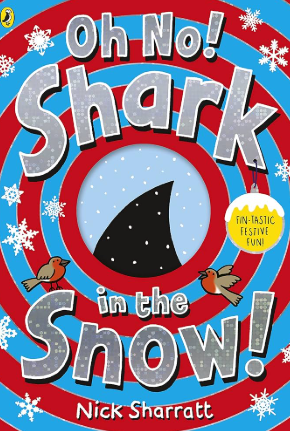 Oh No!
Shark
FIN-TASTIC
FESTIVE
FUN!
in the
Snow!
Nick Sharratt